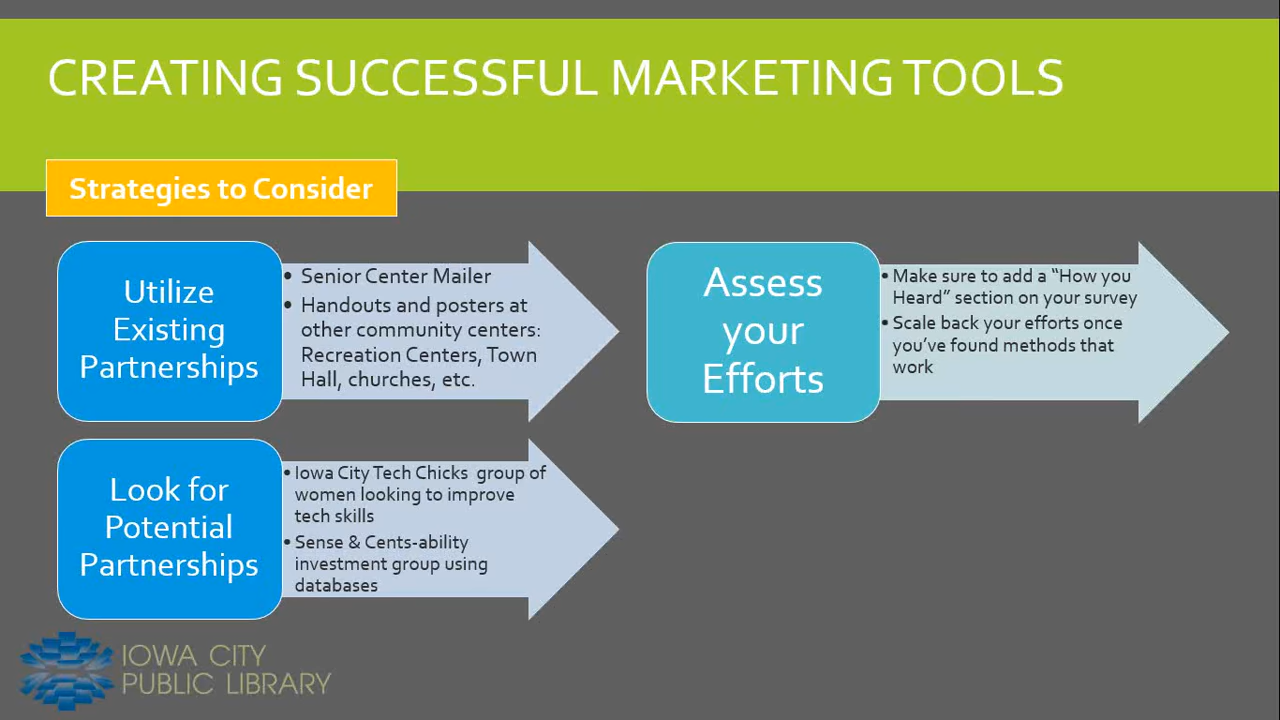 CREATING SUCCESSFUL MARKETING TOOLS
Strategies to Consider
Utilize
Existing
Partnerships
• Senior Center Mailer
• Handouts and posters at
other community centers:
Recreation Centers, Town
Hall, churches, etc.
Look for
Potential
Partnerships
• Iowa City Tech Chicks group of
women looking to improve
tech skills
• Sense & Cents-ability
investment group using
databases
Assess
your
Efforts
• Make sure to add a “How you
Heard” section on your survey
• Scale back your efforts once
you’ve found methods that
work
IOWA CITY
PUBLIC LIBRARY